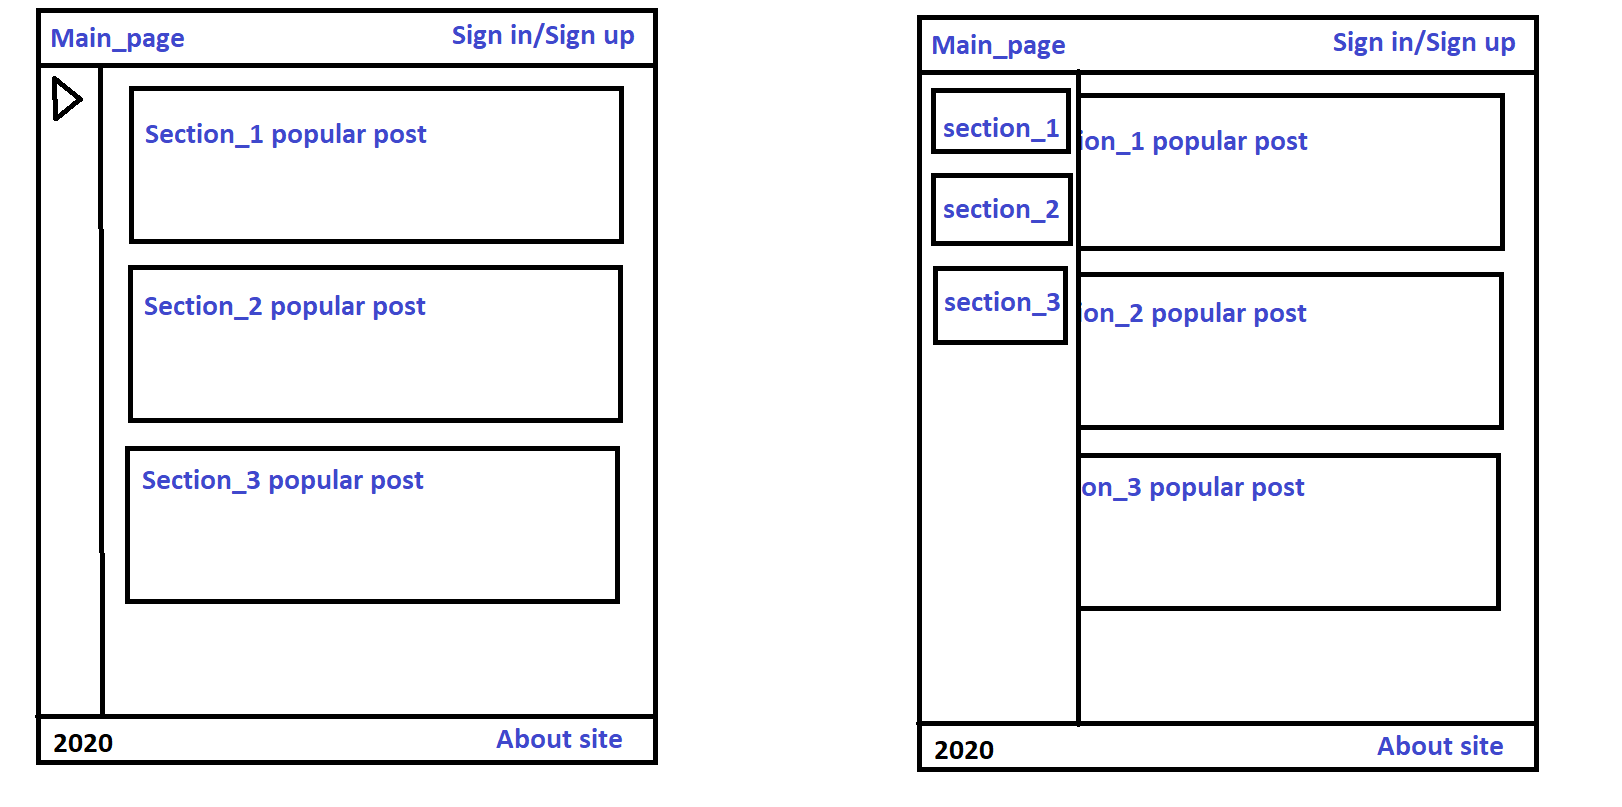 Main_page
Sign in/Sign up
Section_1 popular post
Section_2 popular post
Section_3 popular post
2020
About site
Main_page
Sign in/Sign up
section_1
ion_1 popular post
section_2
ion_2 popular post
section_3
on_3 popular post
2020
About site